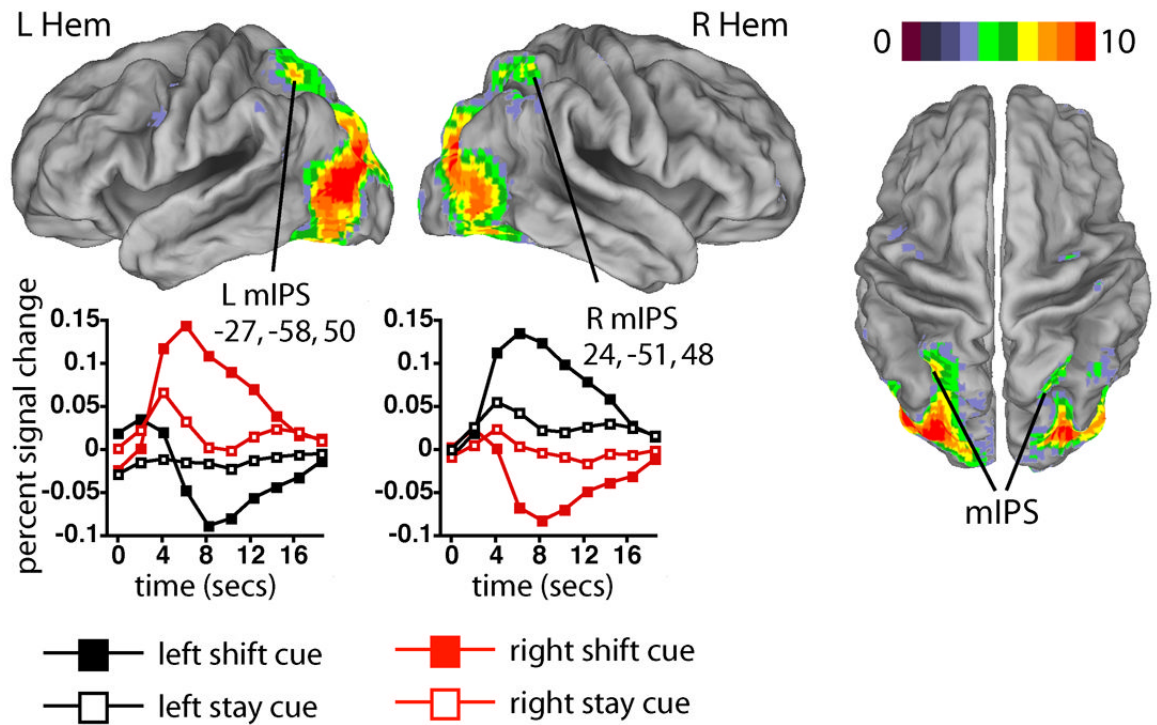 L Hem
R Hem
0
10
L mIPS
-27, -58, 50
R mIPS
24, -51, 48
mIPS
percent signal change
0.15
0.1
0.05
0
-0.05
-0.1
0 4 8 12 16
time (secs)
0.15
0.1
0.05
0
-0.05
-0.1
0 4 8 12 16
time (secs)
left shift cue
right shift cue
left stay cue
right stay cue